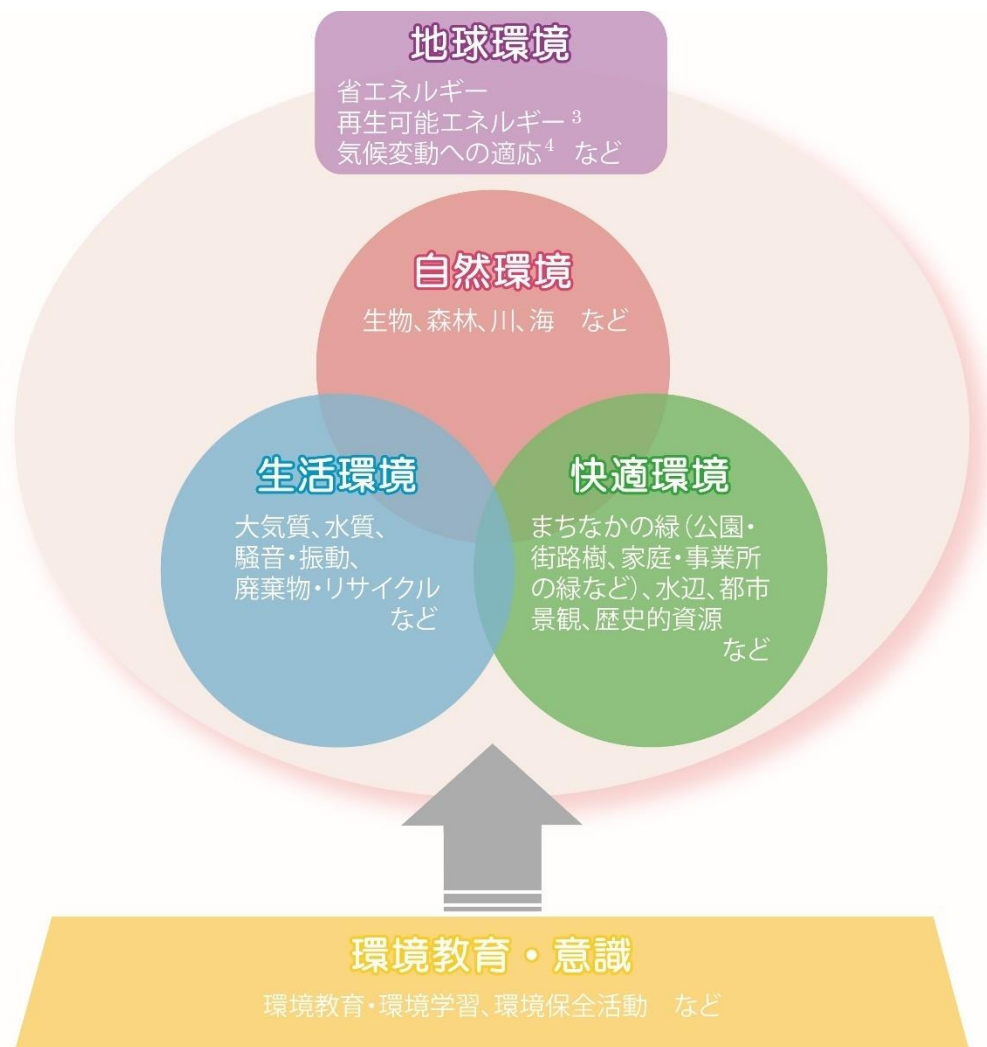 地球環境
省エネルギー
再生可能エネルギー3
気候変動への適応4 など
自然環境
生物、森林、川、海 など
生活環境
大気質、水質、
騒音・振動、
廃棄物・リサイクル
など
快適環境
まちなかの緑(公園・
街路樹、家庭・事業所
の緑など)、水辺、都市
景観、歴史的資源
など
環境教育・意識
環境教育・環境学習、環境保全活動 など